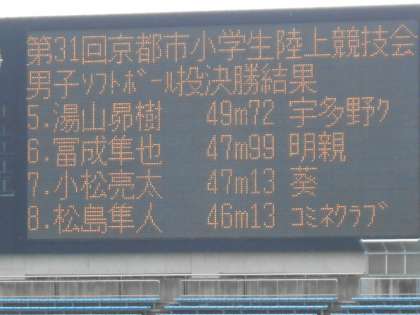 第31回京都市小学生陸上競技会
男子ｿﾌﾄﾎﾞｰﾙ投決勝結果
5.湯山昴樹 49m72 宇多野ｸ
6.冨成隼也 47m99 明親
7.小松亮太 47m13 葵
8.松島隼人 46m13 ｺﾐﾈｸﾗﾌﾞ